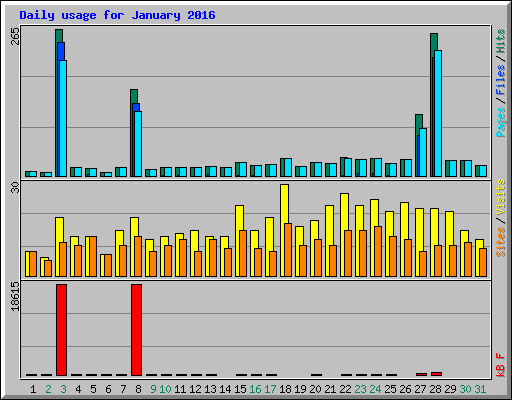 Daily usage for January 2016
265
Pages / Files / Hits
30
Sites / Visits
18615
kB F
1 2 3 4 5 6 7 8 9 10 11 12 13 14 15 16 17 18 19 20 21 22 23 24 25 26 27 28 29 30 31